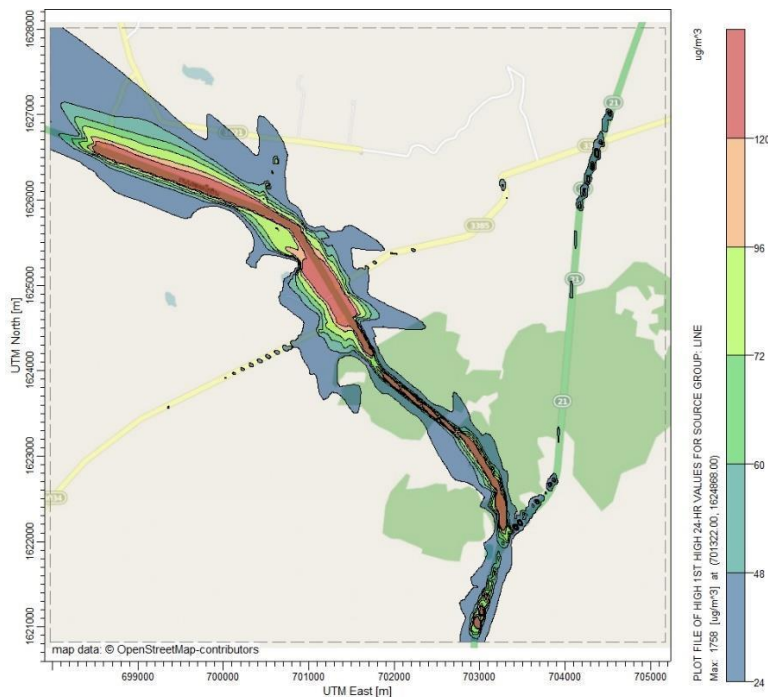 ug/m^3
120
96
72
60
48
24
PLOT FILE OF HIGH 1ST HIGH 24-HR VALUES FOR SOURCE GROUP: LINE
Max: 1758 [ug/m^3] at (701322.00, 1624868.00)
UTM North [m]
1628000
1627000
1626000
1625000
1624000
1623000
1622000
1621000
21
3385
21
21
map data: © OpenStreetMap-contributors
699000 700000 701000 702000 703000 704000 705000
UTM East [m]